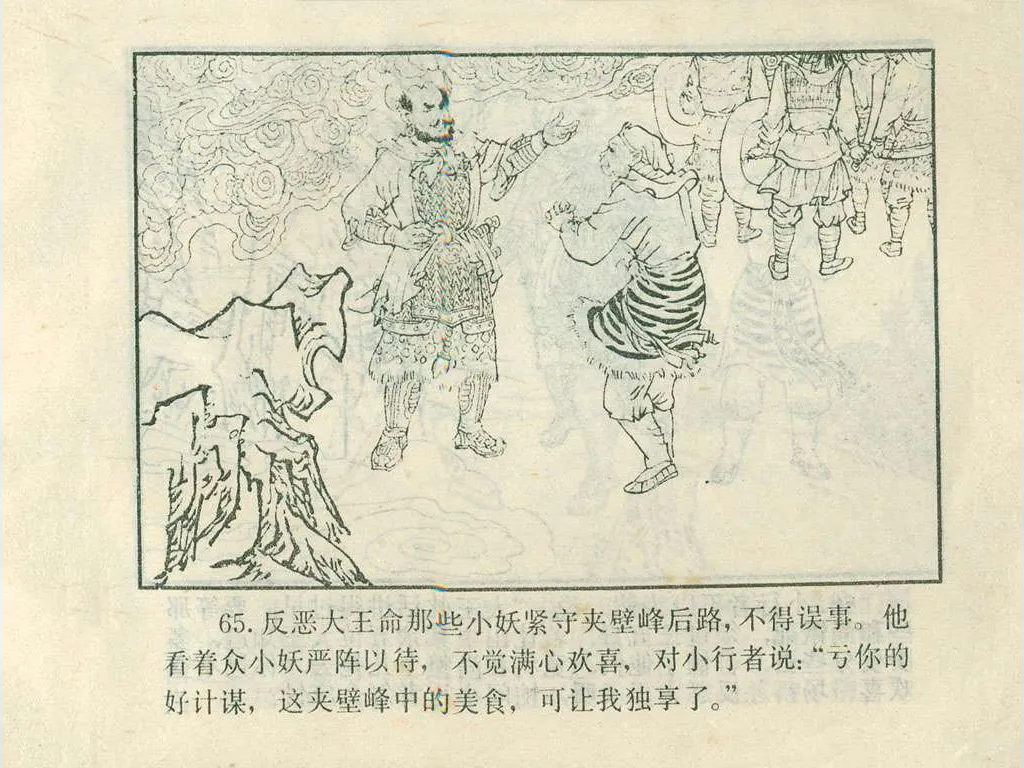 65. 反恶大王命那些小妖紧守夹壁峰后路，不得误事。他
看着众小妖严阵以待，不觉满心欢喜，对小行者说：“亏你的
好计谋，这夹壁峰中的美食，可让我独享了。”